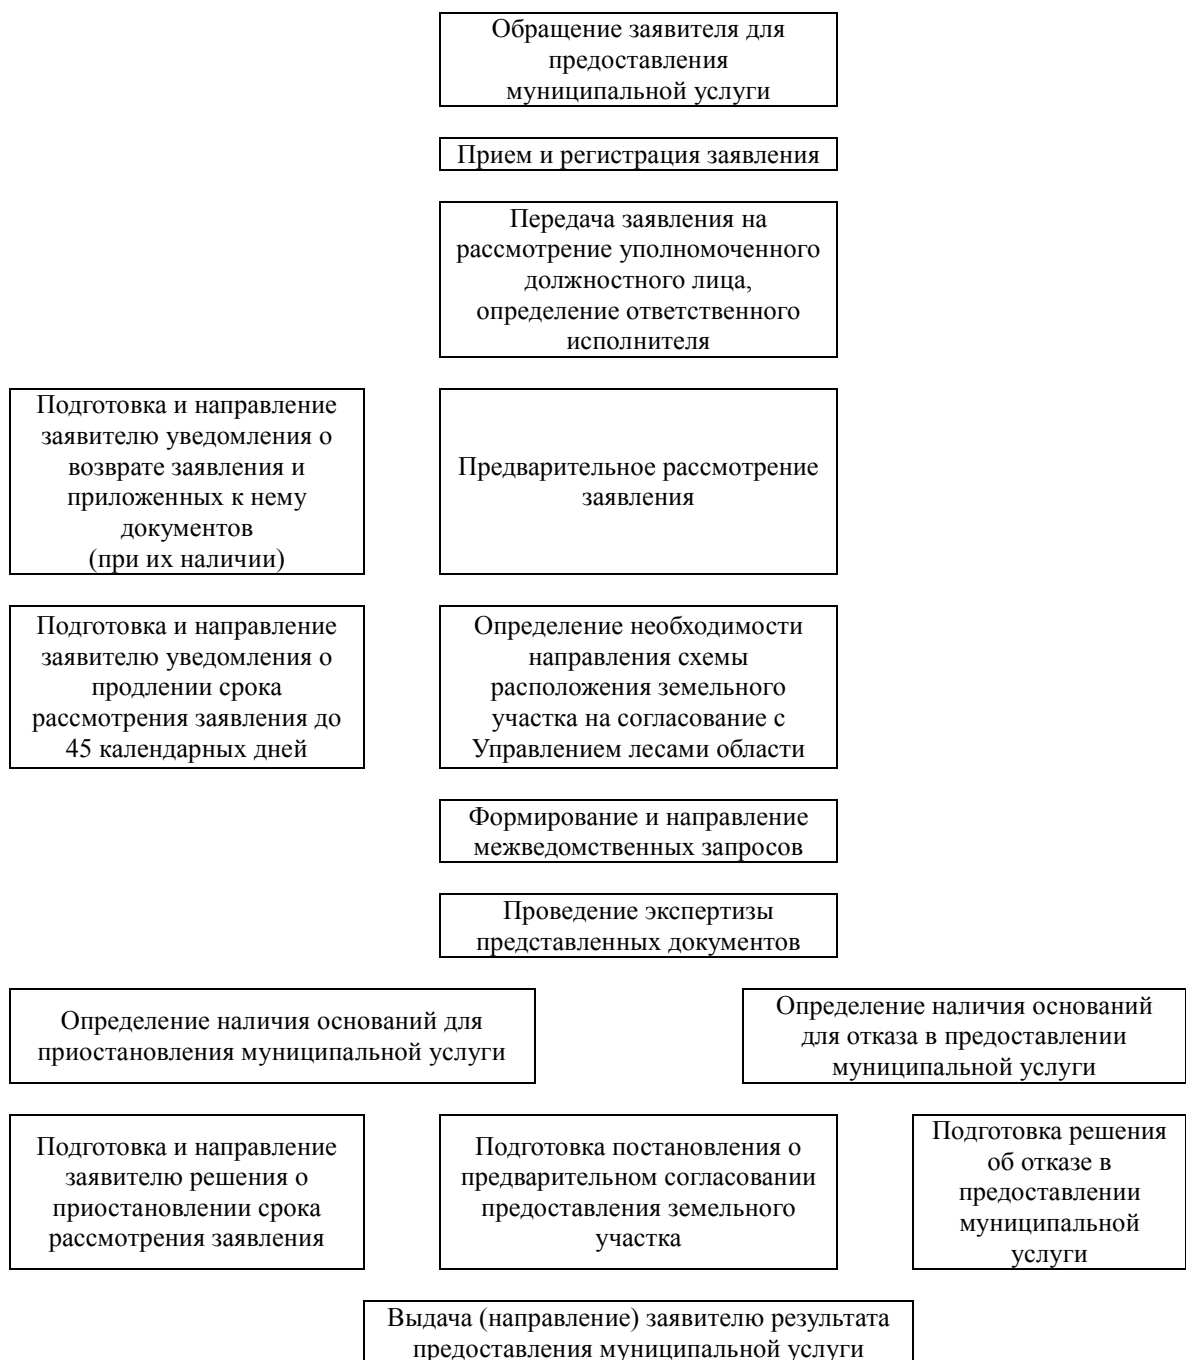 Обращение заявителя для
предоставления
муниципальной услуги
Прием и регистрация заявления
Передача заявления на
рассмотрение уполномоченного
должностного лица,
определение ответственного
исполнителя
Подготовка и направление
заявителю уведомления о
возврате заявления и
приложенных к нему
документов
(при их наличии)
Предварительное рассмотрение
заявления
Подготовка и направление
заявителю уведомления о
продлении срока
рассмотрения заявления до
45 календарных дней
Определение необходимости
направления схемы
расположения земельного
участка на согласование с
Управлением лесами области
Формирование и направление
межведомственных запросов
Проведение экспертизы
представленных документов
Определение наличия оснований для
приостановления муниципальной услуги
Определение наличия оснований
для отказа в предоставлении
муниципальной услуги
Подготовка и направление
заявителю решения о
приостановлении срока
рассмотрения заявления
Подготовка постановления о
предварительном согласовании
предоставления земельного
участка
Подготовка решения
об отказе в
предоставлении
муниципальной
услуги
Выдача (направление) заявителю результата
предоставления муниципальной услуги